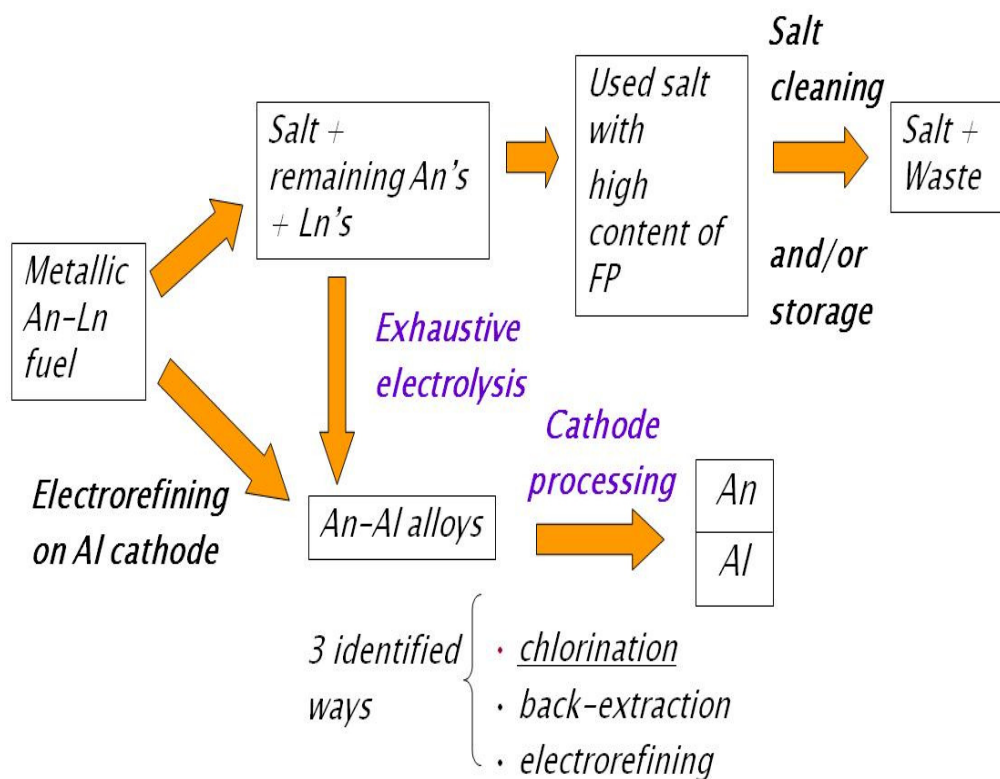 Metallic
An-Ln
fuel
Salt +
remaining An's
+ Ln's
Used salt
with
high
content of
FP
Salt
cleaning
and/or
storage
Salt +
Waste
Exhaustive
electrolysis
Electrorefining
on Al cathode
An-Al alloys
Cathode
processing
An
Al
3 identified
ways
• chlorination
• back-extraction
• electrorefining